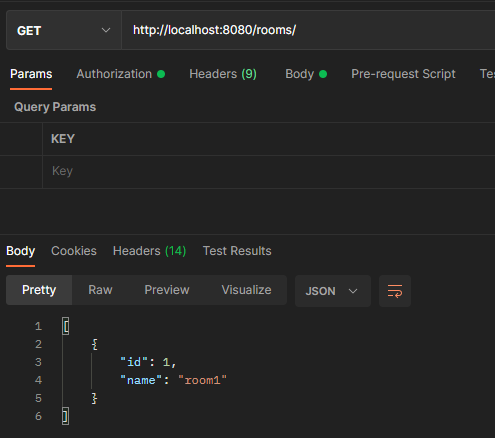 GET http://localhost:8080/rooms/
Params Authorization Headers (9) Body Pre-request Script
Query Params
KEY
Key
Body Cookies Headers (14) Test Results
Pretty Raw Preview Visualize JSON
1 [
2 {
3 "id": 1,
4 "name": "room1"
5 }
6 ]